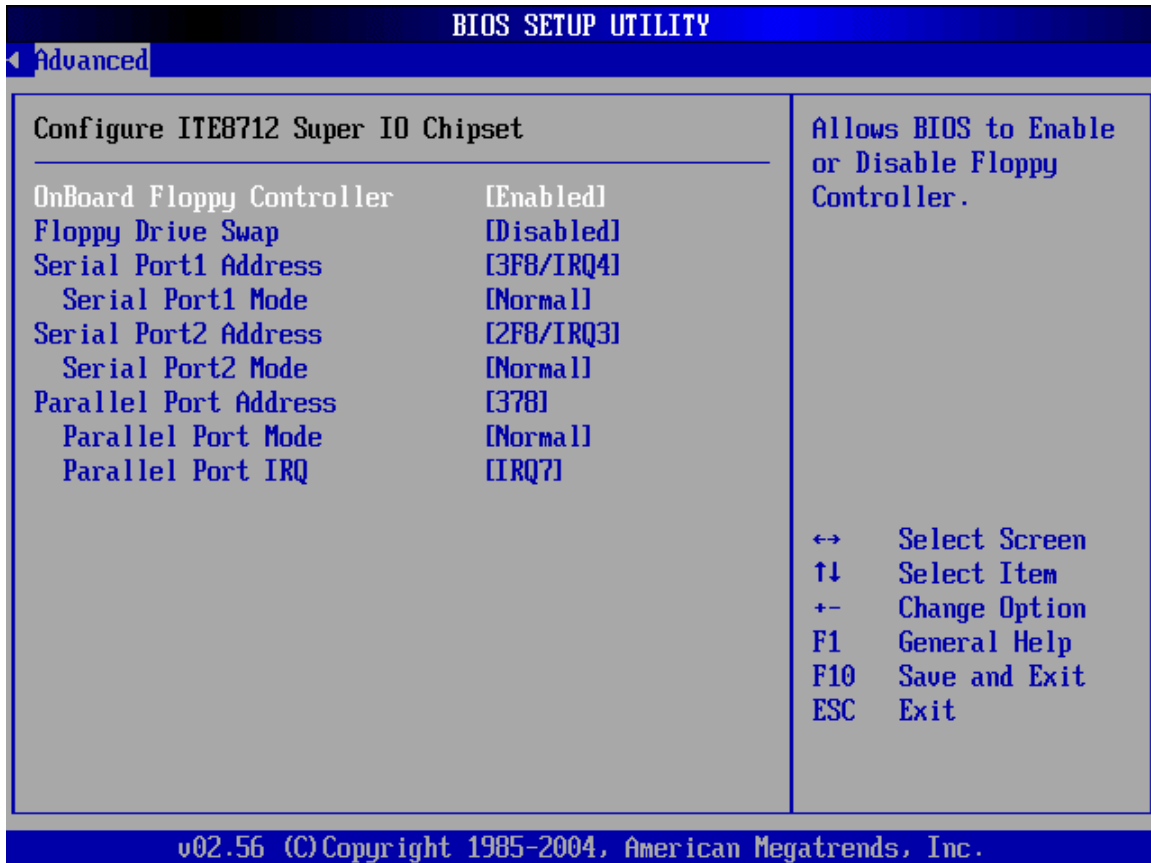 BIOS SETUP UTILITY
Advanced
Configure ITE8712 Super IO Chipset
OnBoard Floppy Controller [Enabled]
Floppy Drive Swap [Disabled]
Serial Port1 Address [3F8/IRQ4]
Serial Port1 Mode [Normal]
Serial Port2 Address [2F8/IRQ3]
Serial Port2 Mode [Normal]
Parallel Port Address [378]
Parallel Port Mode [Normal]
Parallel Port IRQ [IRQ7]
Allows BIOS to Enable
or Disable Floppy
Controller.
←→ Select Screen
↑↓ Select Item
+- Change Option
F1 General Help
F10 Save and Exit
ESC Exit
v02.56 (C)Copyright 1985-2004, American Megatrends, Inc.